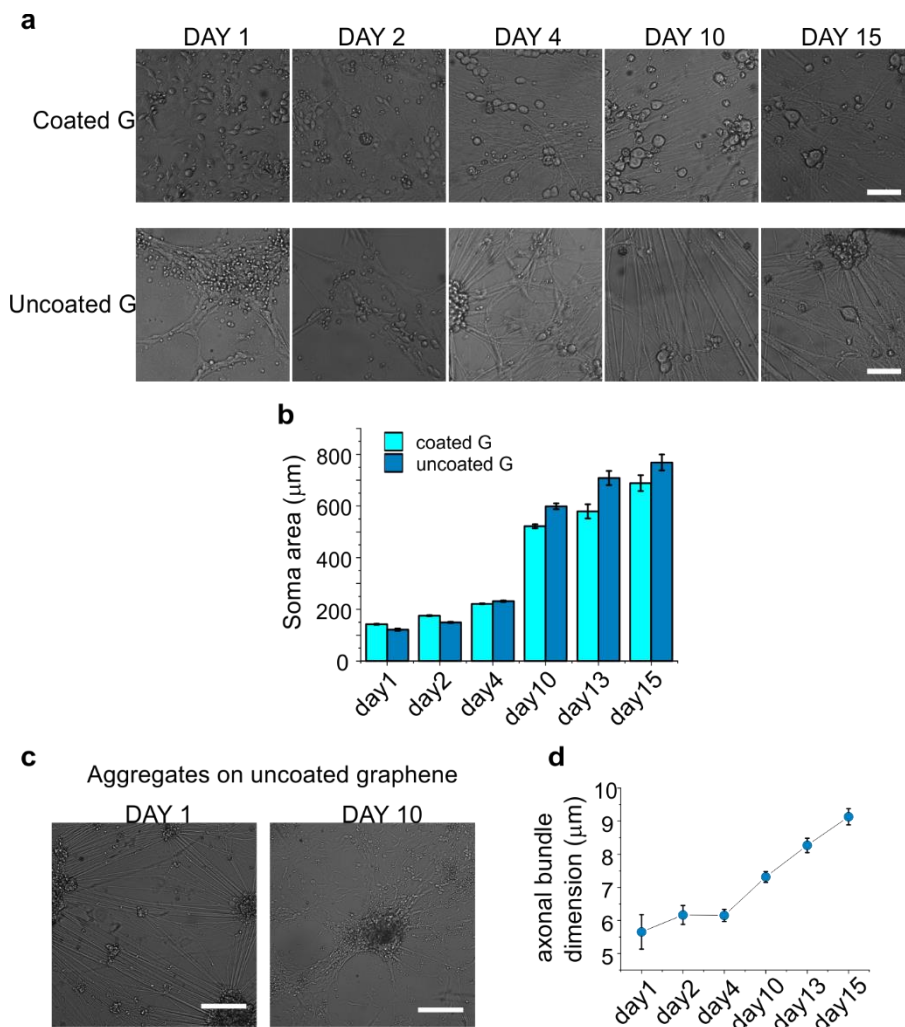 a
DAY 1 DAY 2 DAY 4 DAY 10 DAY 15
Coated G
Uncoated G
b
coated G
uncoated G
Soma area (μm)
800
600
400
200
0
day1 day2 day4 day10 day13 day15
c
Aggregates on uncoated graphene
DAY 1 DAY 10
d
axonal bundle
dimension (μm)
10
9
8
7
6
5
day1 day2 day4 day10 day13 day15